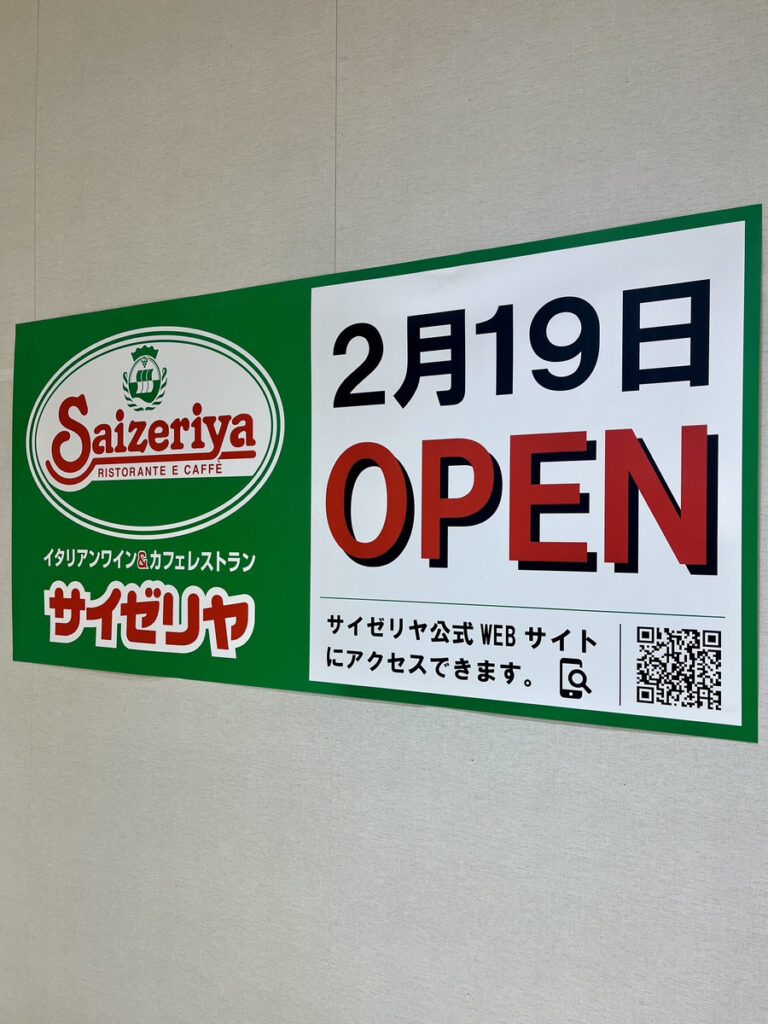 Saizeriya
RISTORANTE E CAFFÈ
イタリアンワイン&カフェレストラン
サイゼリヤ
2月19日
OPEN
サイゼリヤ公式 WEB サイト
にアクセスできます。